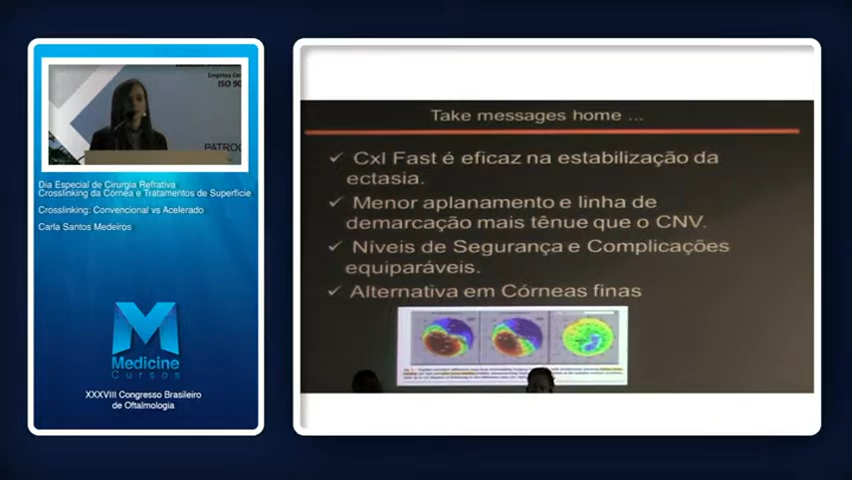 Empresa Ce
ISO 90
PATROC
Dia Especial de Cirurgia Refrativa
Crosslinking da Córnea e Tratamentos de Superfície
Crosslinking: Convencional vs Acelerado
Carla Santos Medeiros
Medicine
Cursos
XXXVIII Congresso Brasileiro
de Oftalmologia
Take messages home ...
✓ Cxl Fast é eficaz na estabilização da
ectasia.
✓ Menor aplanamento e linha de
demarcação mais tênue que o CNV.
✓ Níveis de Segurança e Complicações
equiparáveis.
✓ Alternativa em Córneas finas